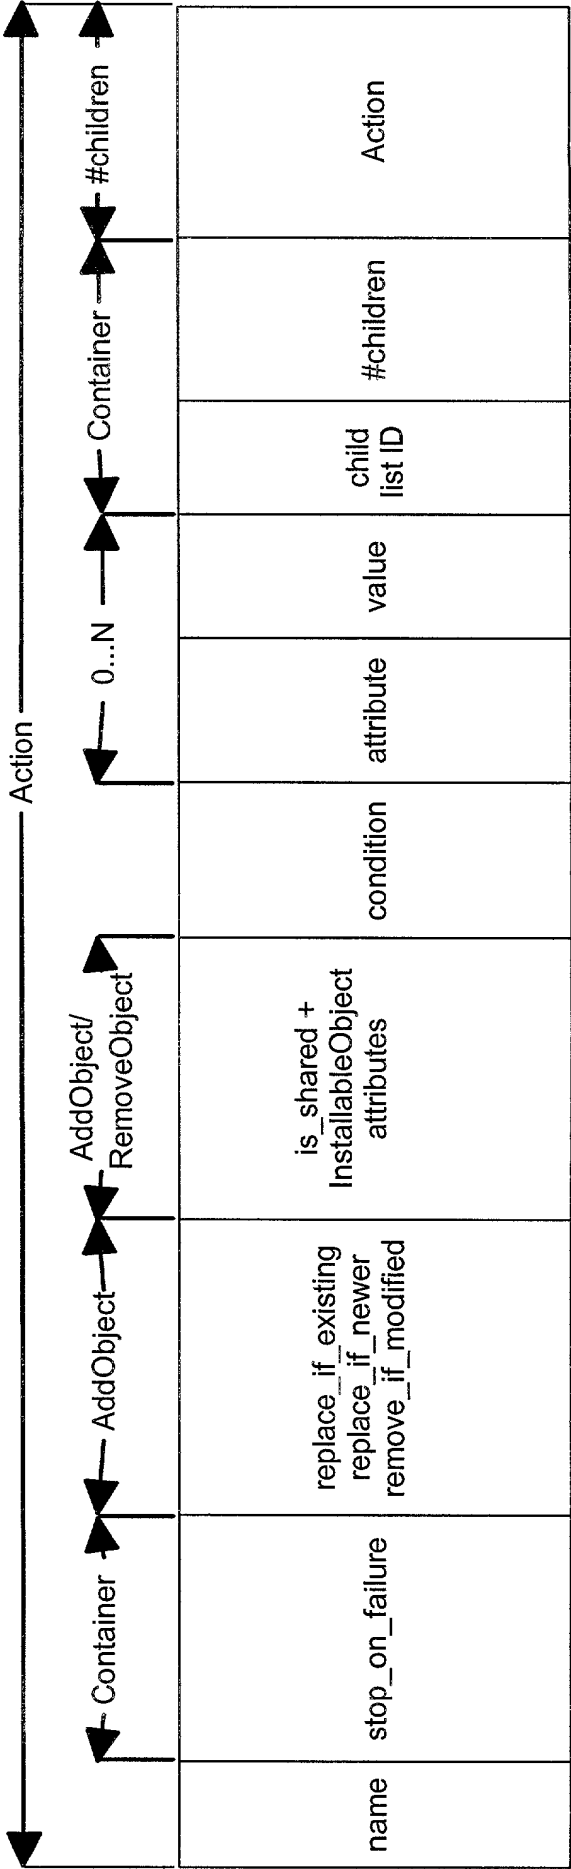 Action
Container
AddObject
AddObject/
RemoveObject
0...N
Container
#children
name
stop_on_failure
replace_if_existing
replace_if_newer
remove_if_modified
is_shared +
InstallableObject
attributes
condition
attribute
value
child
list ID
#children
Action